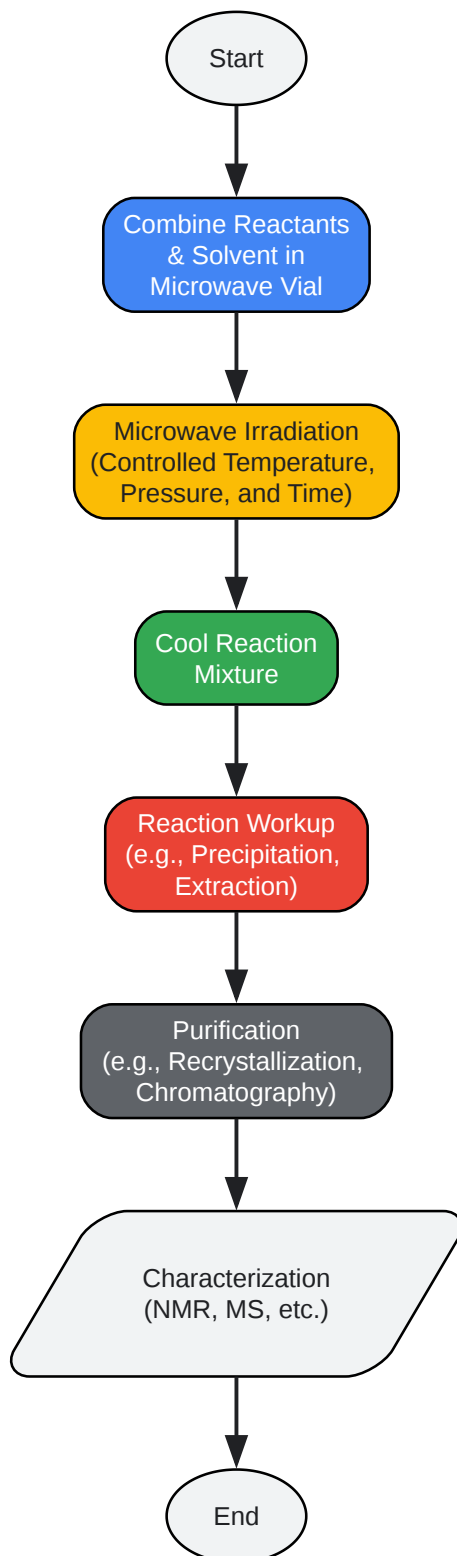 Start
Combine Reactants
& Solvent in
Microwave Vial
Microwave Irradiation
(Controlled Temperature,
Pressure, and Time)
Cool Reaction
Mixture
Reaction Workup
(e.g., Precipitation,
Extraction)
Purification
(e.g., Recrystallization,
Chromatography)
Characterization
(NMR, MS, etc.)
End